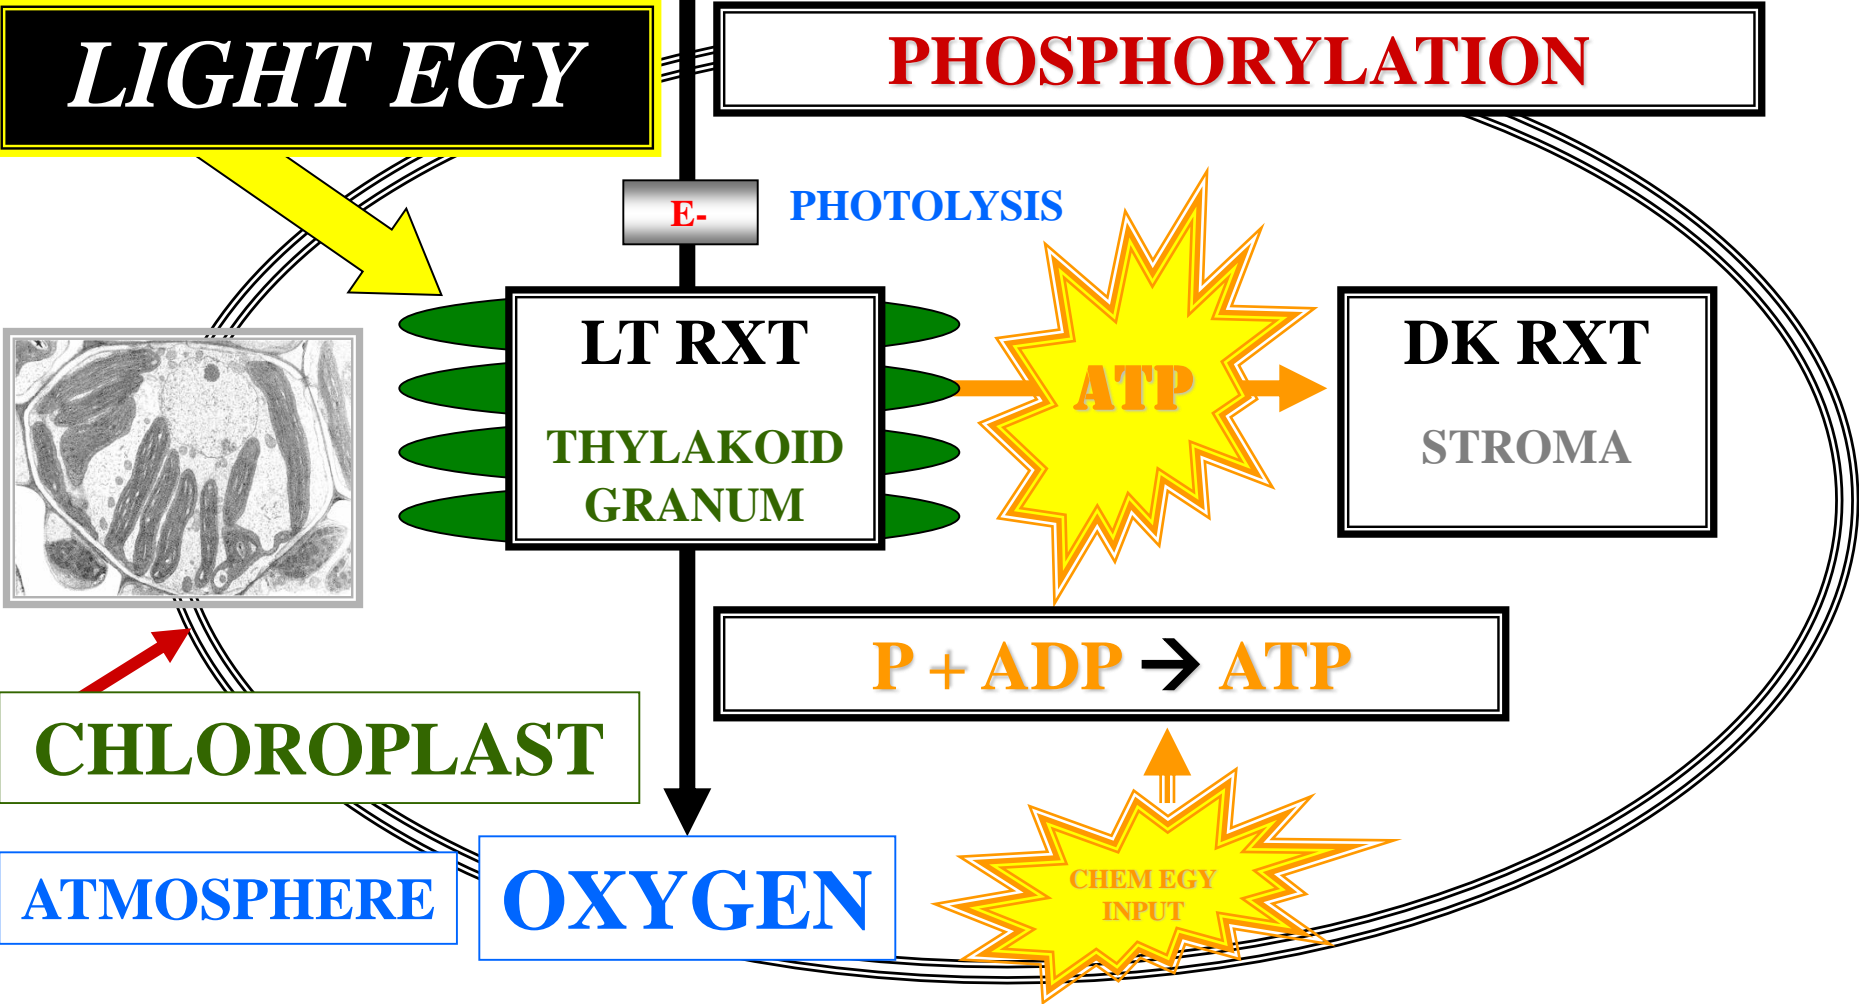 LIGHT EGY
PHOSPHORYLATION
E-
PHOTOLYSIS
LT RXT
THYLAKOID
GRANUM
ATP
DK RXT
STROMA
P + ADP → ATP
CHLOROPLAST
ATMOSPHERE
OXYGEN
CHEM EGY
INPUT